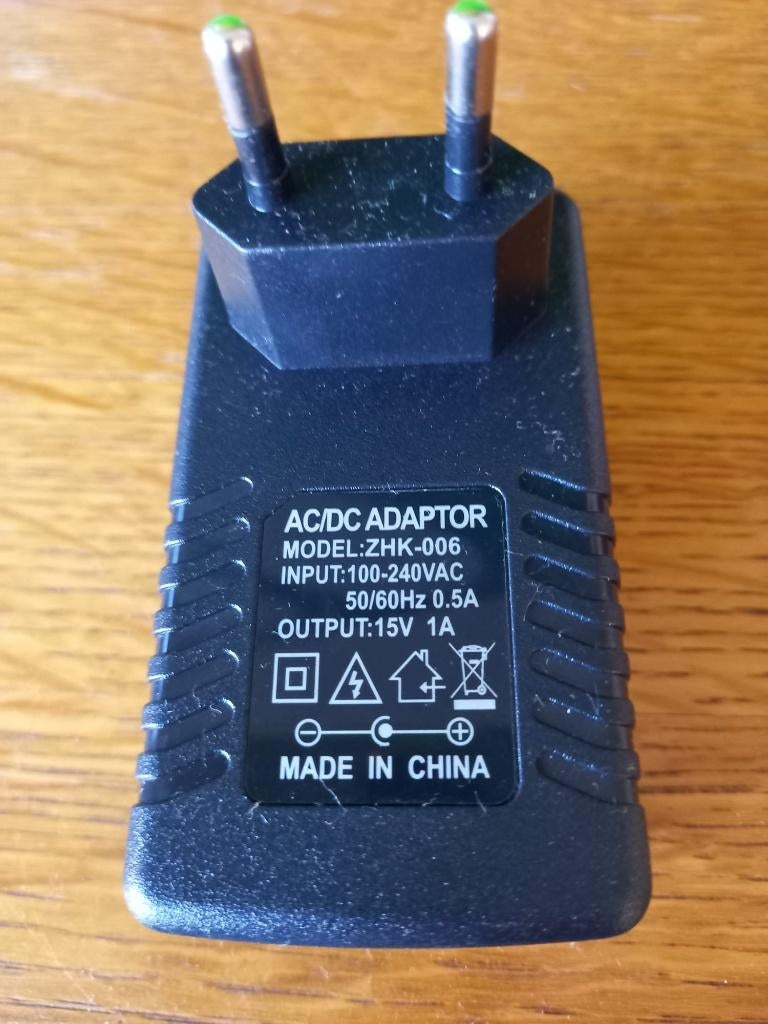 AC/DC ADAPTOR
MODEL:ZHK-006
INPUT:100-240VAC
50/60Hz 0.5A
OUTPUT:15V 1A
MADE IN CHINA